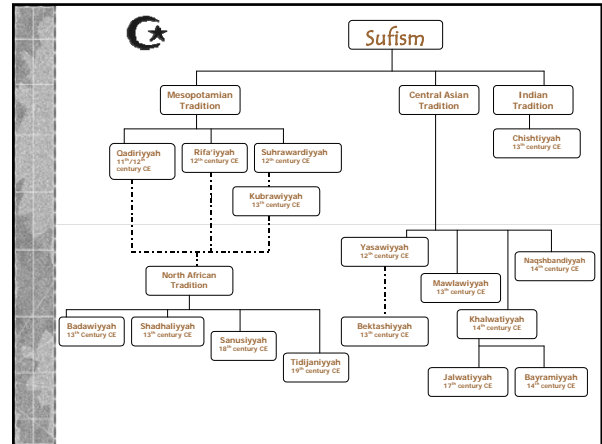 Sufism
Mesopotamian
Tradition
Central Asian
Tradition
Indian
Tradition
Qadiriyyah
11th/12th
century CE
Rifa'iyyah
12th century CE
Suhrawardiyyah
12th century CE
Chishtiyyah
13th century CE
Kubrawiyyah
13th century CE
Yasawiyyah
12th century CE
Naqshbandiyyah
14th century CE
North African
Tradition
Mawlawiyyah
13th century CE
Badawiyyah
13th Century CE
Shadhaliyyah
13th century CE
Sanusiyyah
18th century CE
Tidijaniyyah
19th century CE
Bektashiyyah
13th century CE
Khalwatiyyah
14th century CE
Jalwatiyyah
17th century CE
Bayramiyyah
14th century CE